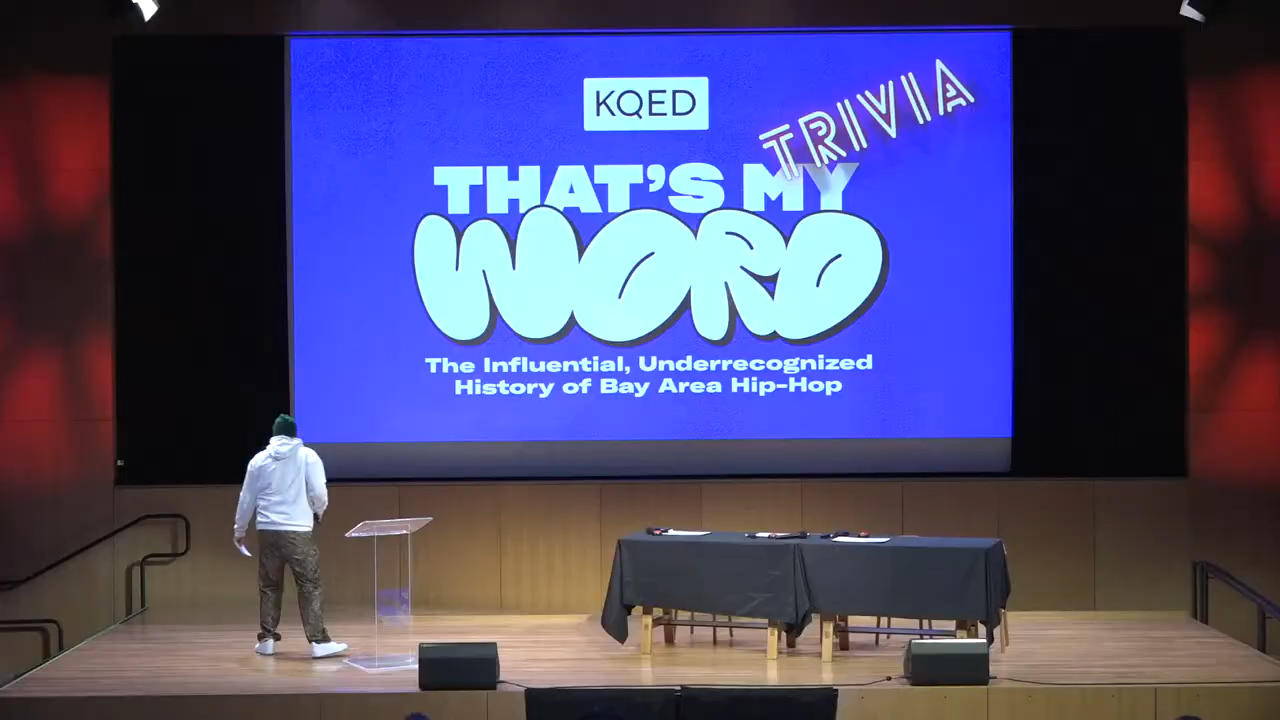 KQED
TRIVIA
THAT'S MY
WORD
The Influential, Underrecognized
History of Bay Area Hip-Hop